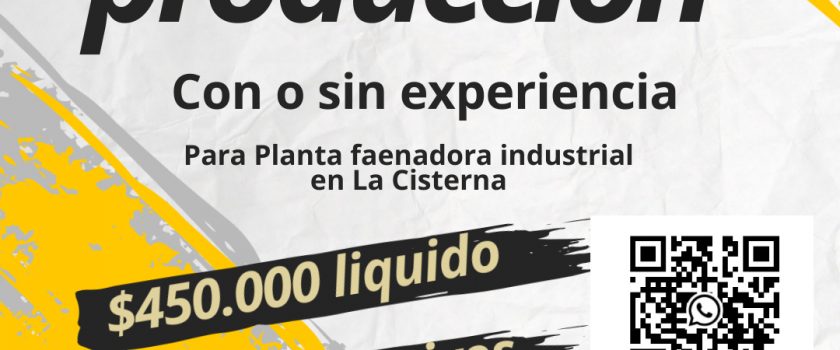 producción
Con o sin experiencia
Para Planta faenadora industrial
en La Cisterna
$450.000 liquido